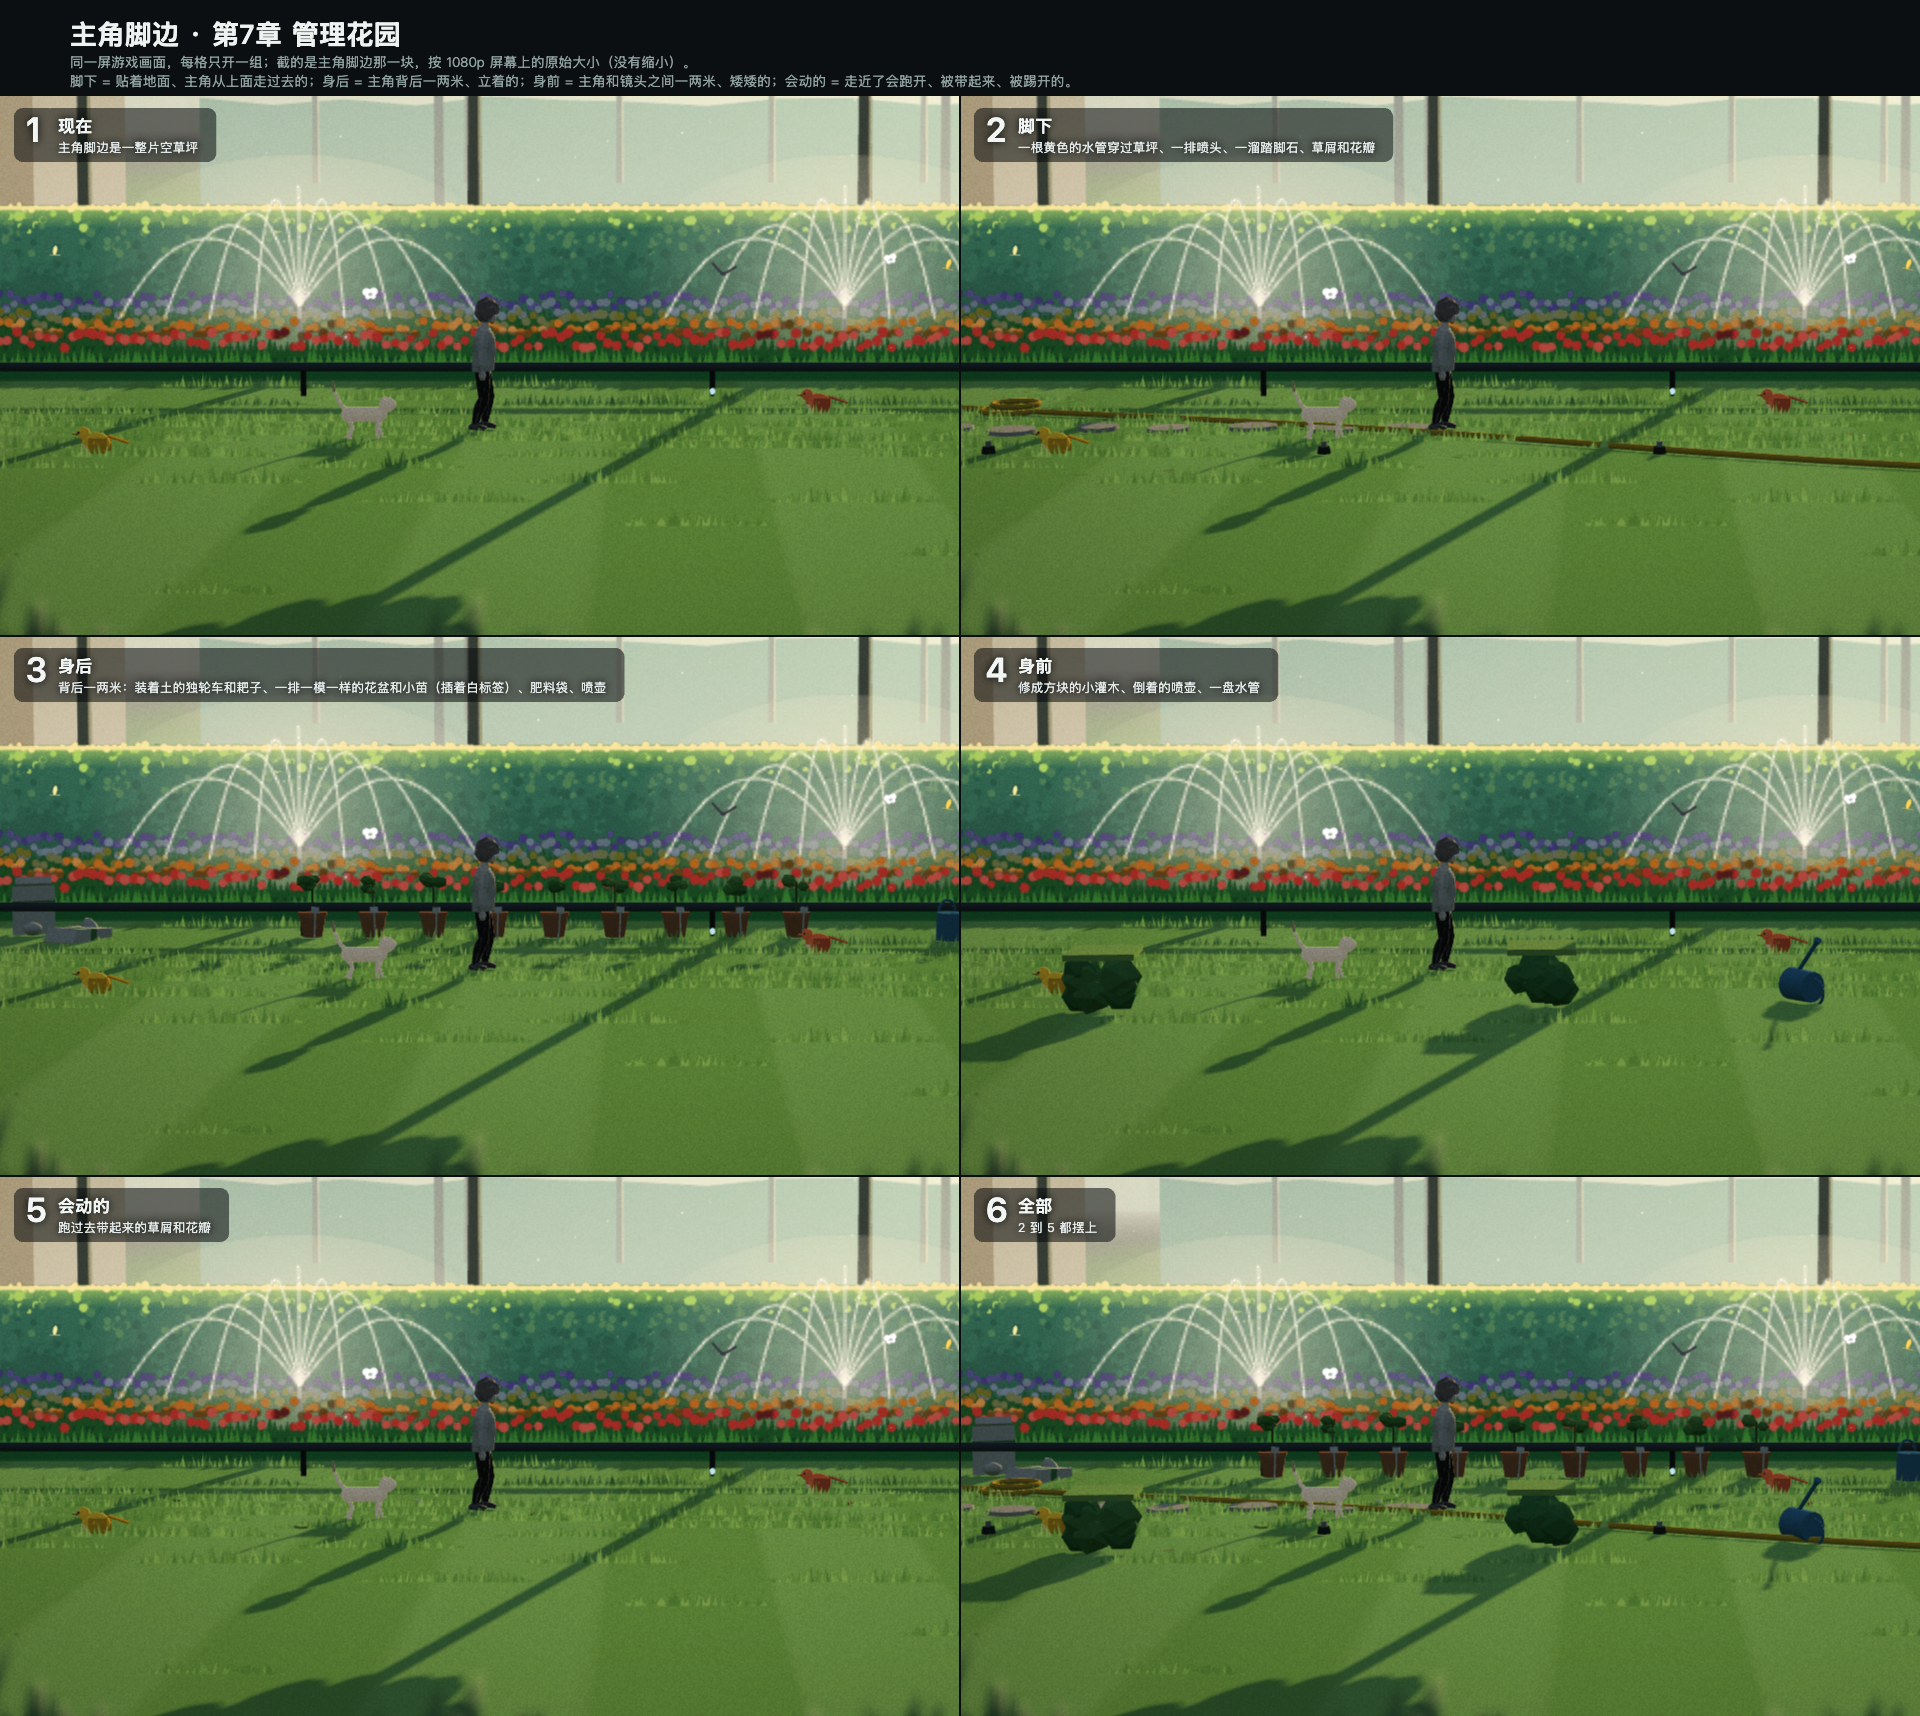 主角脚边 · 第7章 管理花园
同一屏游戏画面，每格只开一组；截的是主角脚边那一块，按 1080p 屏幕上的原始大小（没有缩小）。
脚下 = 贴着地面、主角从上面走过去的；身后 = 主角背后一两米、立着的；身前 = 主角和镜头之间一两米、矮矮的；会动的 = 走近了会跑开、被带起来、被踢开的。
1 现在
主角脚边是一整片空草坪
2 脚下
一根黄色的水管穿过草坪、一排喷头、一溜踏脚石、草屑和花瓣
3 身后
背后一两米：装着土的独轮车和耙子、一排一模一样的花盆和小苗（插着白标签）、肥料袋、喷壶
4 身前
修成方块的小灌木、倒着的喷壶、一盘水管
5 会动的
跑过去带起来的草屑和花瓣
6 全部
2 到 5 都摆上